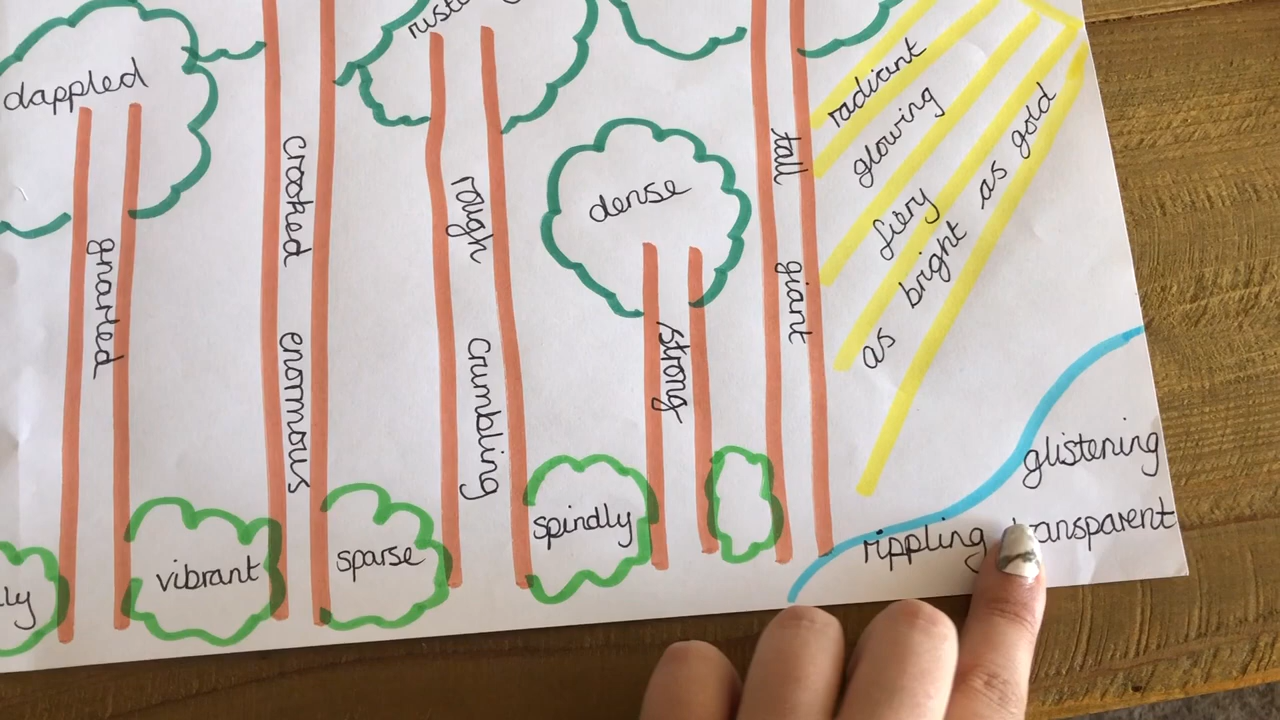 dappled
gnarled
crooked
enormous
rough
crumbling
dense
strong
tall
giant
radiant
glowing
fiery
as bright as gold
glistening
rippling transparent
vibrant
sparse
spindly